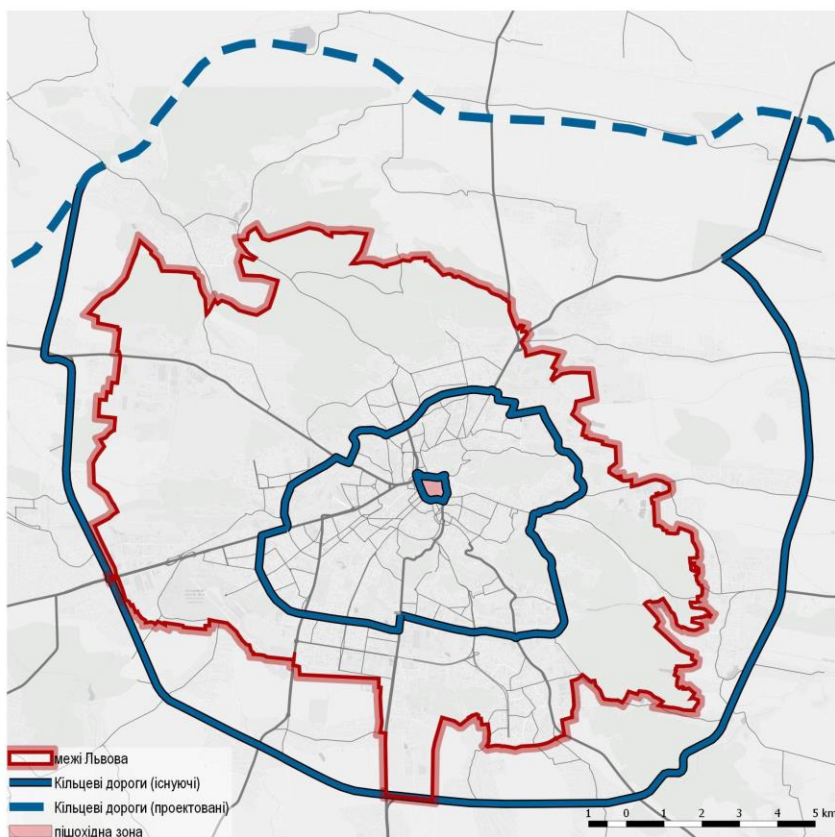 межі Львова
Кільцеві дороги (існуючі)
Кільцеві дороги (проектовані)
пішохідна зона
1 0 1 2 3 4 5 km